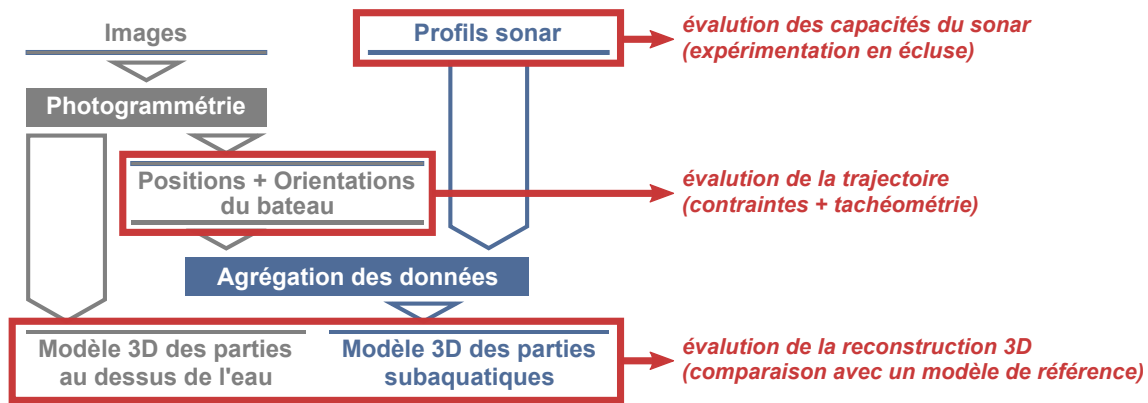 Images
Profils sonar
évalution des capacités du sonar
(expérimentation en écluse)
Photogrammétrie
Positions + Orientations
du bateau
évalution de la trajectoire
(contraintes + tachéométrie)
Agrégation des données
Modèle 3D des parties
au dessus de l'eau
Modèle 3D des parties
subaquatiques
évalution de la reconstruction 3D
(comparaison avec un modèle de référence)